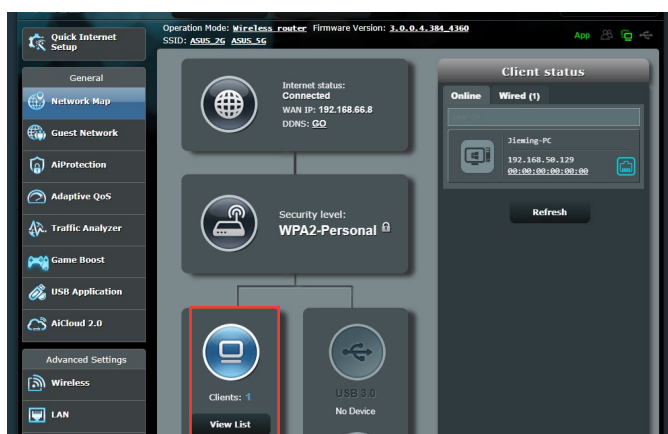 Quick Internet
Setup
General
Network Map
Guest Network
AiProtection
Adaptive QoS
Traffic Analyzer
Game Boost
USB Application
AiCloud 2.0
Advanced Settings
Wireless
LAN
Operation Mode: Wireless router Firmware Version: 3.0.0.4.384_4360
SSID: ASUS_2G ASUS_5G
App
Internet status:
Connected
WAN IP: 192.168.66.8
DDNS: GO
Security level:
WPA2-Personal
Clients: 1
View List
USB 3.0
No Device
Client status
Online Wired (1)
Jieming-PC
192.168.50.129
00:00:00:00:00:00
Refresh